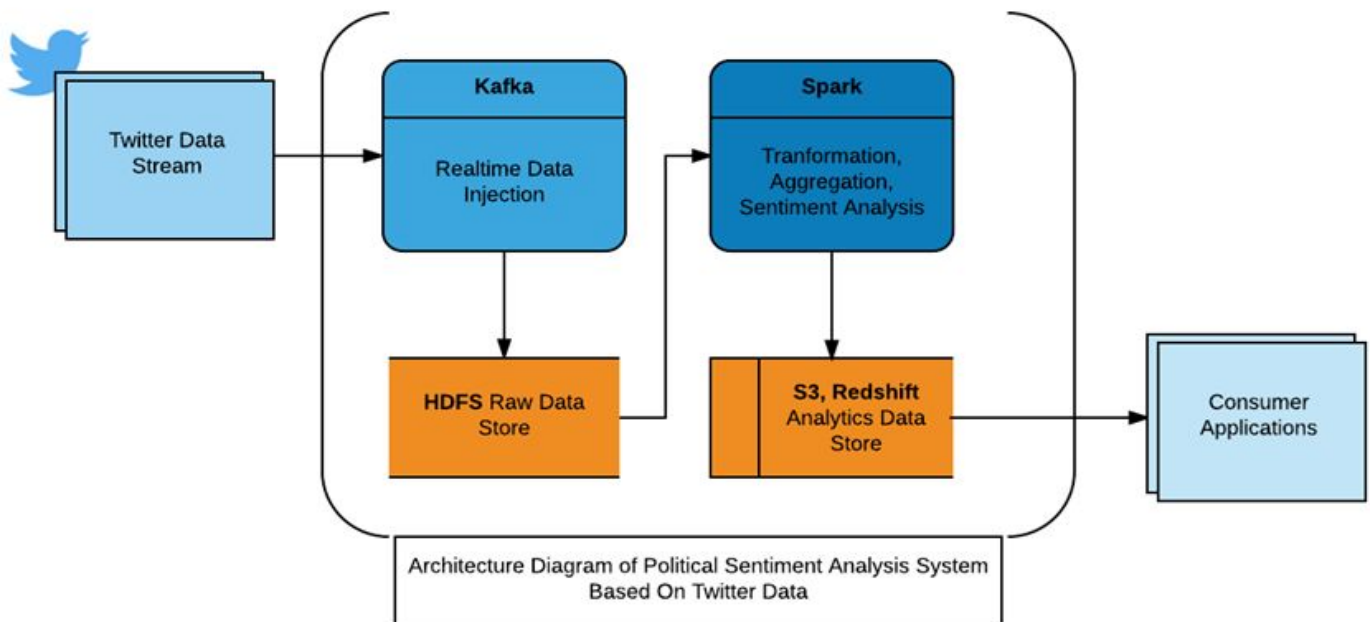 Twitter Data
Stream
Kafka
Realtime Data
Injection
Spark
Tranformation,
Aggregation,
Sentiment Analysis
HDFS Raw Data
Store
S3, Redshift
Analytics Data
Store
Consumer
Applications
Architecture Diagram of Political Sentiment Analysis System
Based On Twitter Data